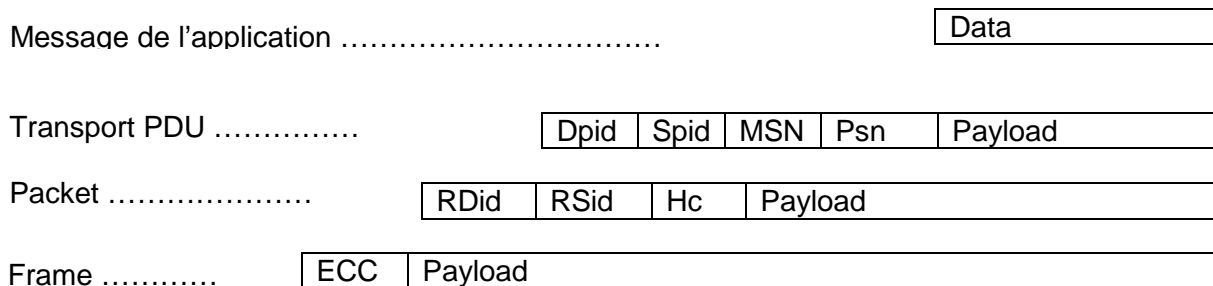 Message de l'application …………………………… Data
Transport PDU …………… Dpid Spid MSN Psn Payload
Packet ………………… RDid RSid Hc Payload
Frame ………… ECC Payload